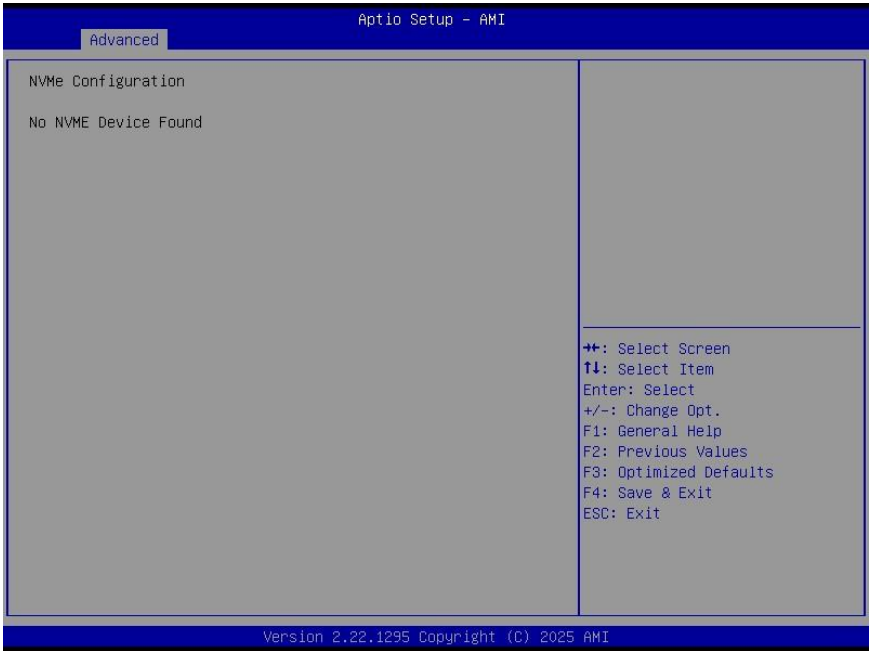 Aptio Setup – AMI
Advanced
NVMe Configuration
No NVME Device Found
→←: Select Screen
↑↓: Select Item
Enter: Select
+/-: Change Opt.
F1: General Help
F2: Previous Values
F3: Optimized Defaults
F4: Save & Exit
ESC: Exit
Version 2.22.1295 Copyright (C) 2025 AMI